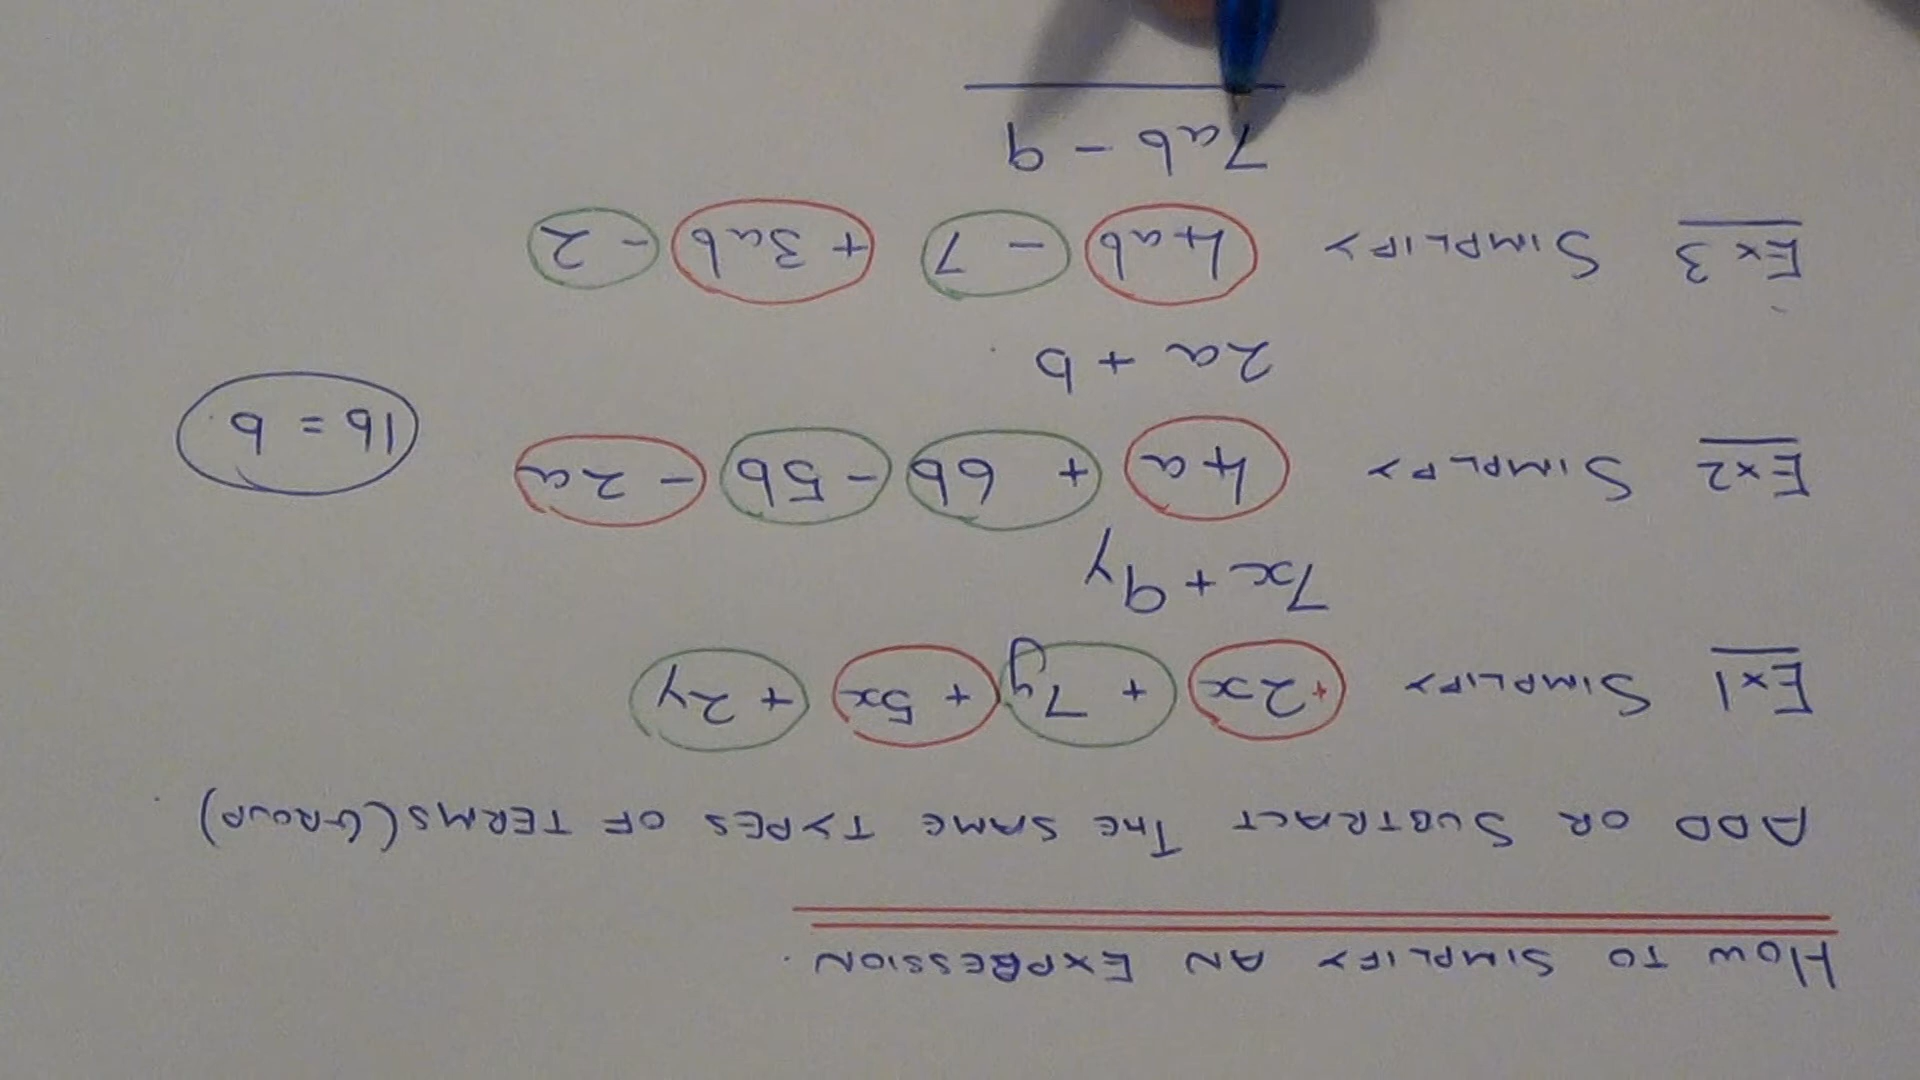 HOW TO SIMPLIFY AN EXPRESSION.
ADD OR SUBTRACT THE SAME TYPES OF TERMS (GROUP)
Ex1 SIMPLIFY +2x + 7y + 5x + 2y
7x + 9y
Ex2 SIMPLFY 4a + 6b - 5b - 2a
1b = b
2a + b
Ex3 SIMPLIFY 4ab - 7 + 3ab - 2
7ab - 9